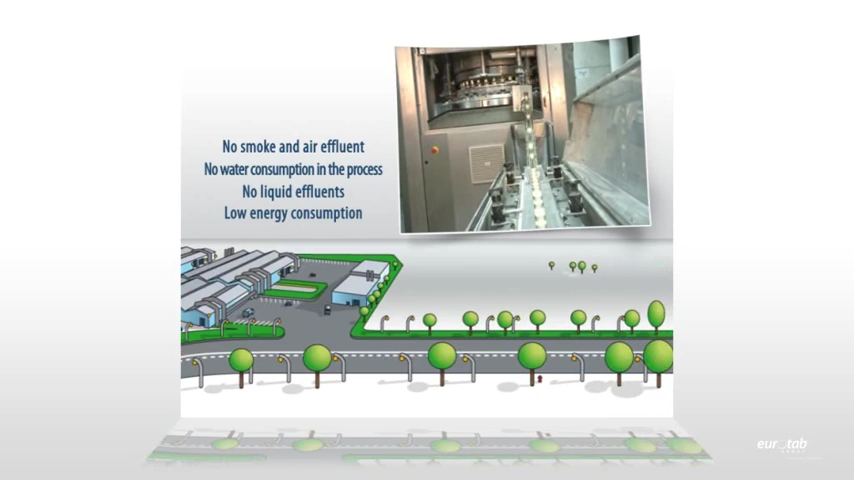 No smoke and air effluent
No water consumption in the process
No liquid effluents
Low energy consumption
eur_tab